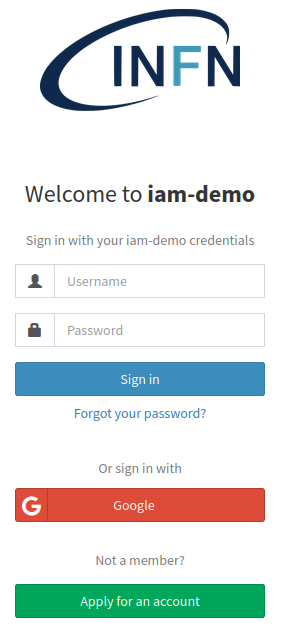 INFN
Welcome to iam-demo
Sign in with your iam-demo credentials
Username
Password
Sign in
Forgot your password?
Or sign in with
G Google
Not a member?
Apply for an account